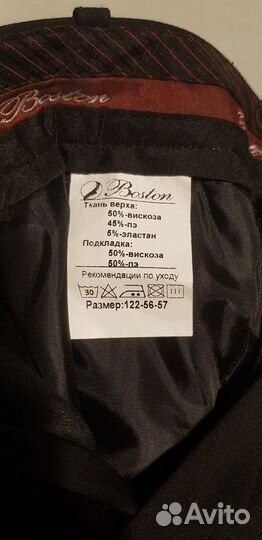 Boston
Boston
Ткань верха:
50%-вискоза
45%-пэ
5%-эластан
Подкладка:
50%-вискоза
50%-пэ
Рекомендации по уходу
30
Размер:122-56-57
Avito